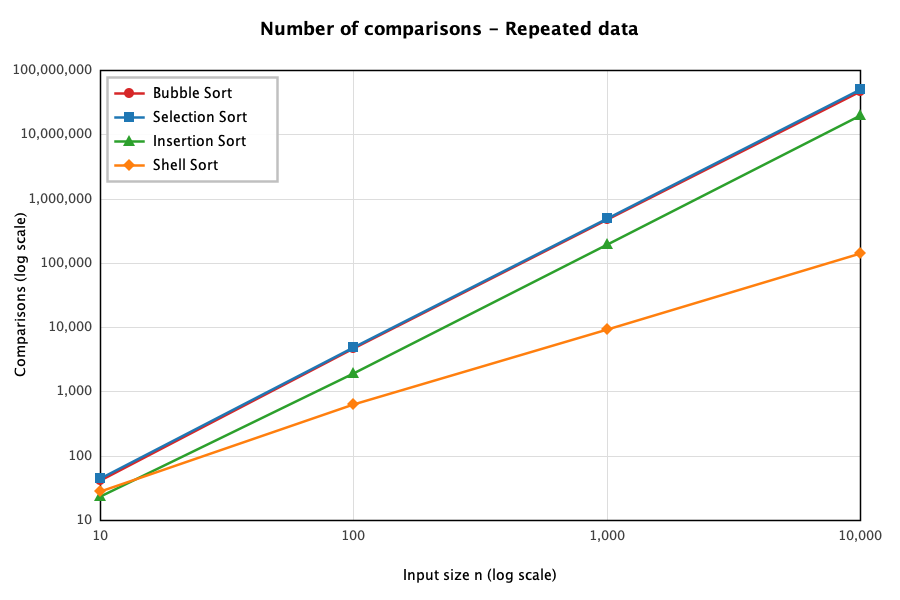 Number of comparisons – Repeated data
100,000,000
10,000,000
1,000,000
100,000
10,000
1,000
100
10
Comparisons (log scale)
Bubble Sort
Selection Sort
Insertion Sort
Shell Sort
10 100 1,000 10,000
Input size n (log scale)